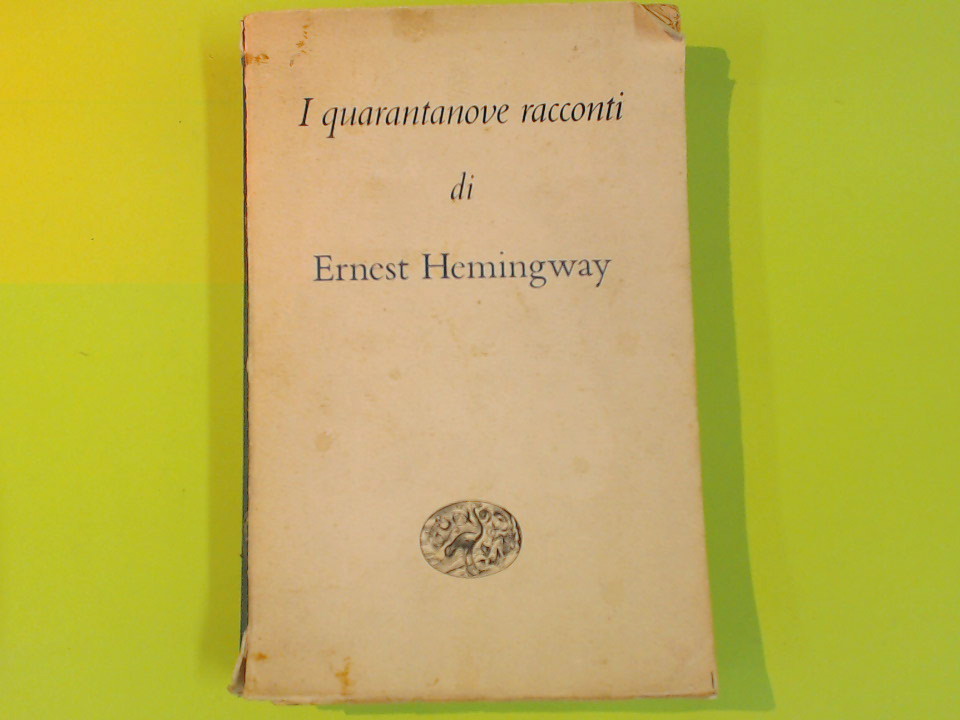 I quarantanove racconti
di
Ernest Hemingway